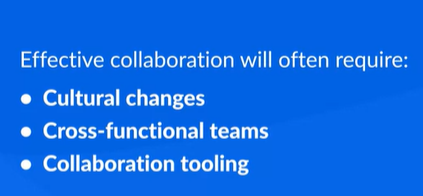 Effective collaboration will often require:
• Cultural changes
• Cross-functional teams
• Collaboration tooling